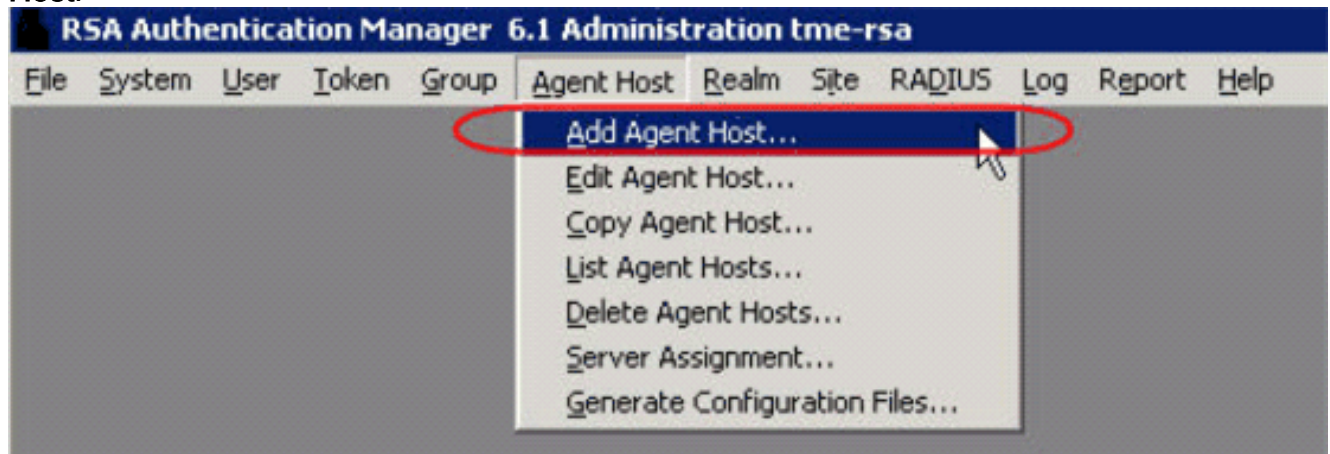 Host.
RSA Authentication Manager 6.1 Administration tme-rsa
File System User Token Group Agent Host Realm Site RADIUS Log Report Help
Add Agent Host...
Edit Agent Host...
Copy Agent Host...
List Agent Hosts...
Delete Agent Hosts...
Server Assignment...
Generate Configuration Files...